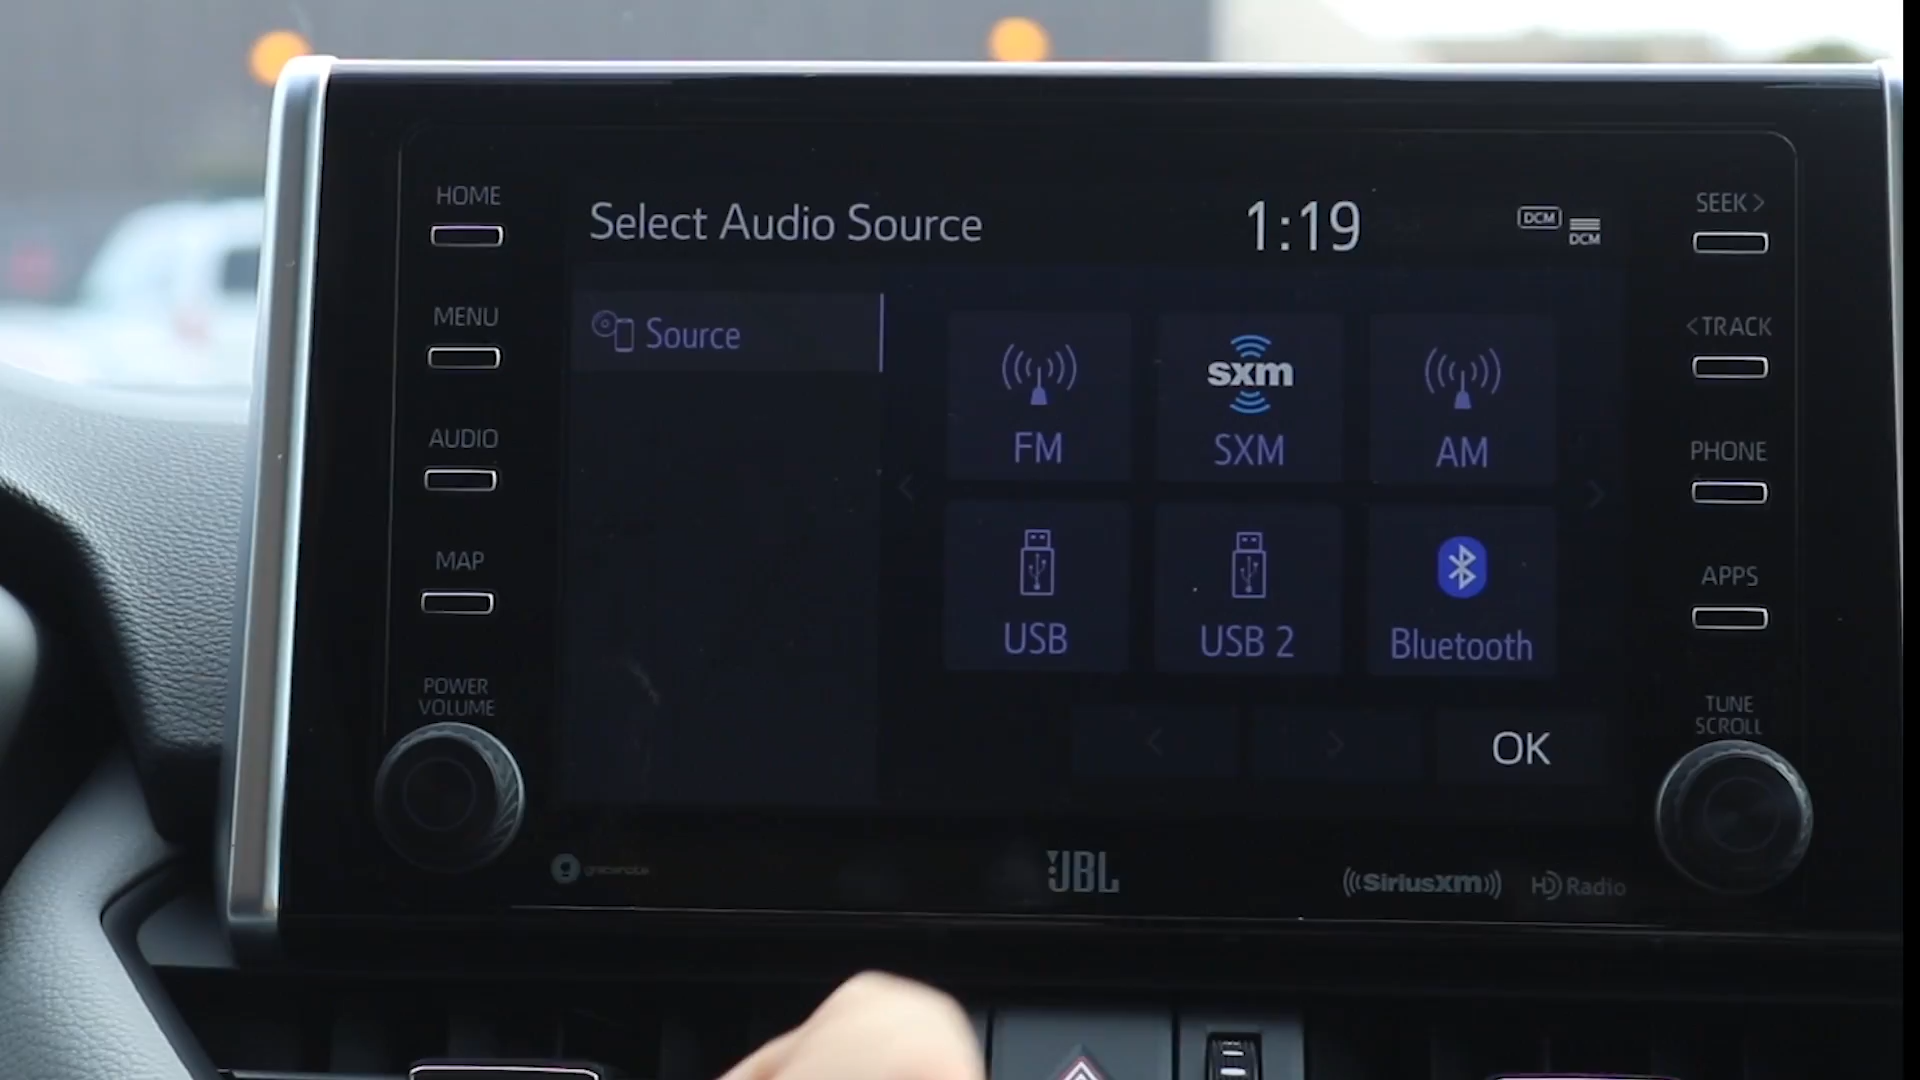 HOME
Select Audio Source
1:19
DCM
DCM
SEEK >
MENU
Source
sxm
FM
SXM
AM
< TRACK
AUDIO
PHONE
MAP
USB
USB 2
Bluetooth
APPS
POWER
VOLUME
OK
TUNE
SCROLL
gracenote
JBL
((SiriusXM))
HD Radio